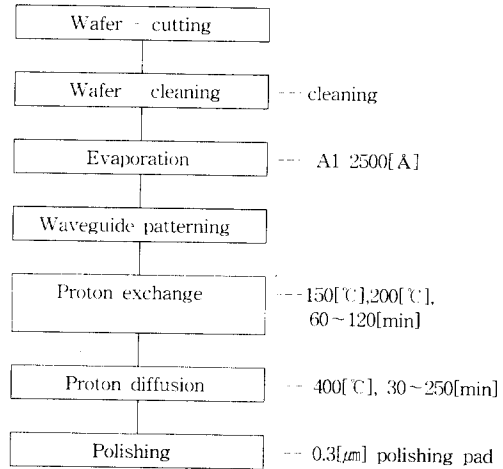 Wafer - cutting
Wafer cleaning --- cleaning
Evaporation --- Al 2500[Å]
Waveguide patterning
Proton exchange ---150[℃],200[℃],
60~120[min]
Proton diffusion -- 400[℃], 30~250[min]
Polishing -- 0.3[㎛] polishing pad